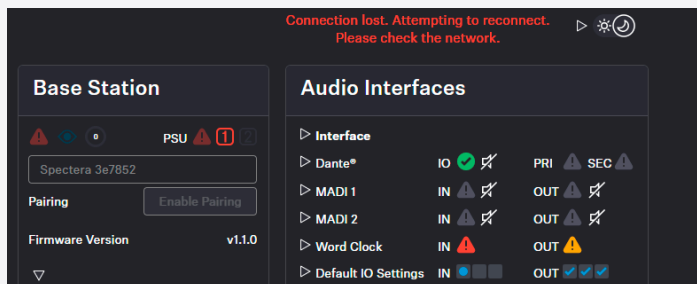 Connection lost. Attempting to reconnect.
Please check the network.
Base Station
Audio Interfaces
0
PSU 1 2
Interface
Spectera 3e7852
Dante® IO PRI SEC
Pairing Enable Pairing
MADI 1 IN OUT
MADI 2 IN OUT
Firmware Version v1.1.0
Word Clock IN OUT
Default IO Settings IN OUT